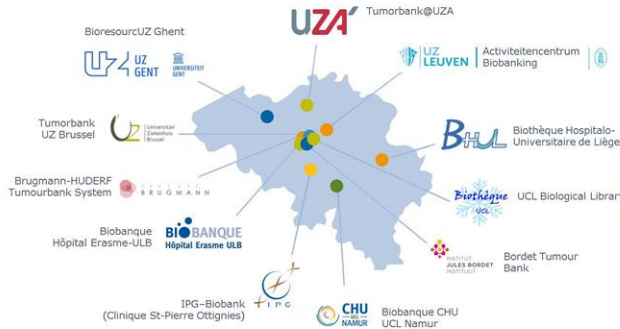 UZA'
Tumorbank@UZA
BioresourcUZ Ghent
UZ
GENT
UNIVERSITEIT
GENT
UZ
LEUVEN
Activiteitencentrum
Biobanking
Tumorbank
UZ Brussel
UZ
Universitair
Ziekenhuis
Brussel
BHUL
Bibothèque Hospitalo-
Universitaire de Liège
Brugmann-HUDERF
Tumourbank System
BRUGMANN
Biothèque
UCL
UCL Biological Library
Biobanque
Hôpital Erasme-ULB
BIOBANQUE
Hôpital Erasme ULB
INSTITUT
JULES BORDET
INSTITUUT
Bordet Tumour
Bank
IPG–Biobank
(Clinique St-Pierre Ottignies)
IPG
CHU
UCL
NAMUR
Biobanque CHU
UCL Namur